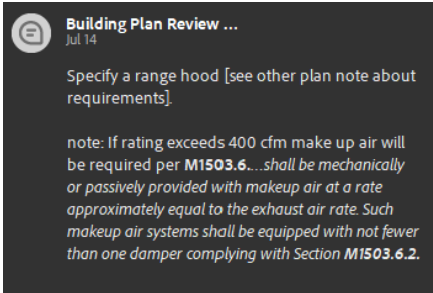 Building Plan Review ...
Jul 14
Specify a range hood [see other plan note about
requirements].
note: If rating exceeds 400 cfm make up air will
be required per M1503.6....shall be mechanically
or passively provided with makeup air at a rate
approximately equal to the exhaust air rate. Such
makeup air systems shall be equipped with not fewer
than one damper complying with Section M1503.6.2.